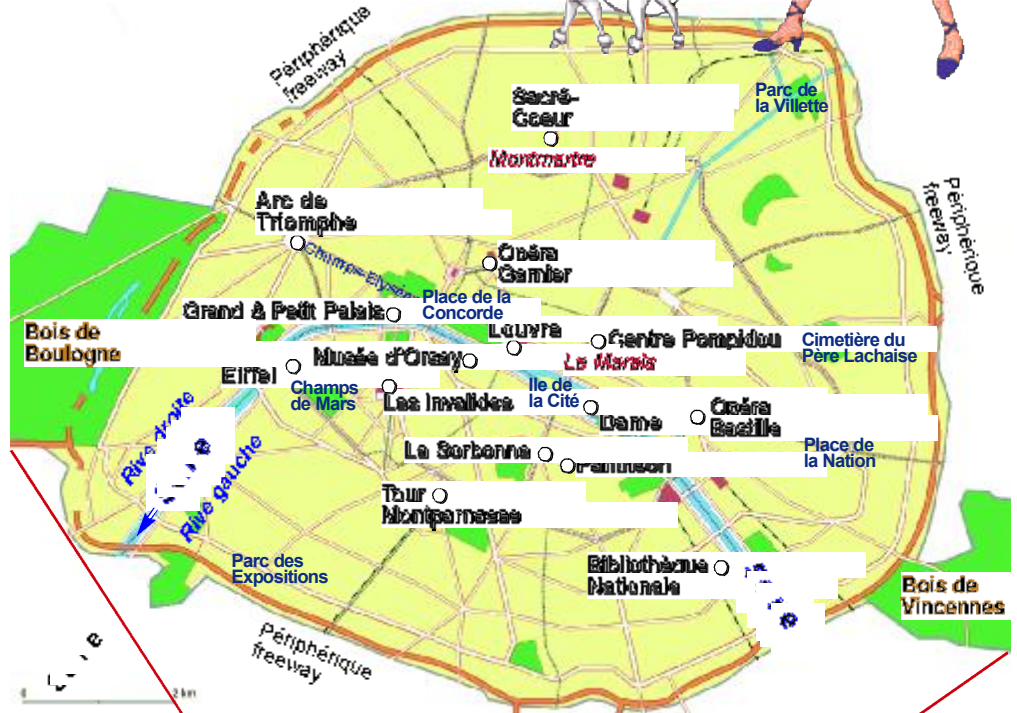 Périphérique
freeway
Parc de
la Villette
Sacré-
Coeur
Montmartre
Périphérique
freeway
Arc de
Triomphe
Champs-Elysées
Opéra
Garnier
Grand & Petit Palais
Place de la
Concorde
Bois de
Boulogne
Louvre
Centre Pompidou
Cimetière du
Père Lachaise
Musée d'Orsay
Le Marais
Eiffel
Champs
de Mars
Ile de
la Cité
Les Invalides
Dame
Opéra
Bastille
Rive droite
Rive gauche
La Sorbonne
Panthéon
Place de
la Nation
Tour
Montparnasse
Parc des
Expositions
Bibliothèque
Nationale
Bois de
Vincennes
Périphérique
freeway
0 2 km